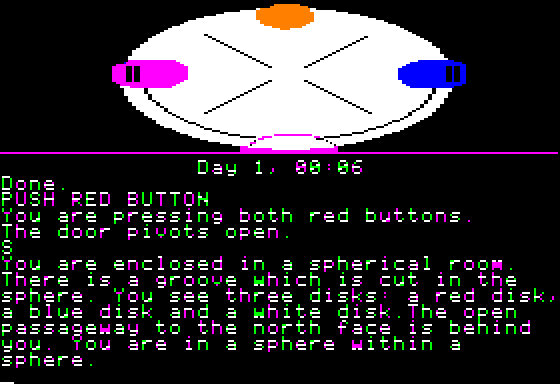 Day 1, 00:06
Done.
PUSH RED BUTTON
You are pressing both red buttons.
The door pivots open.
S
You are enclosed in a spherical room.
There is a groove which is cut in the
sphere. You see three disks: a red disk,
a blue disk and a white disk.The open
passageway to the north face is behind
you. You are in a sphere within a
sphere.